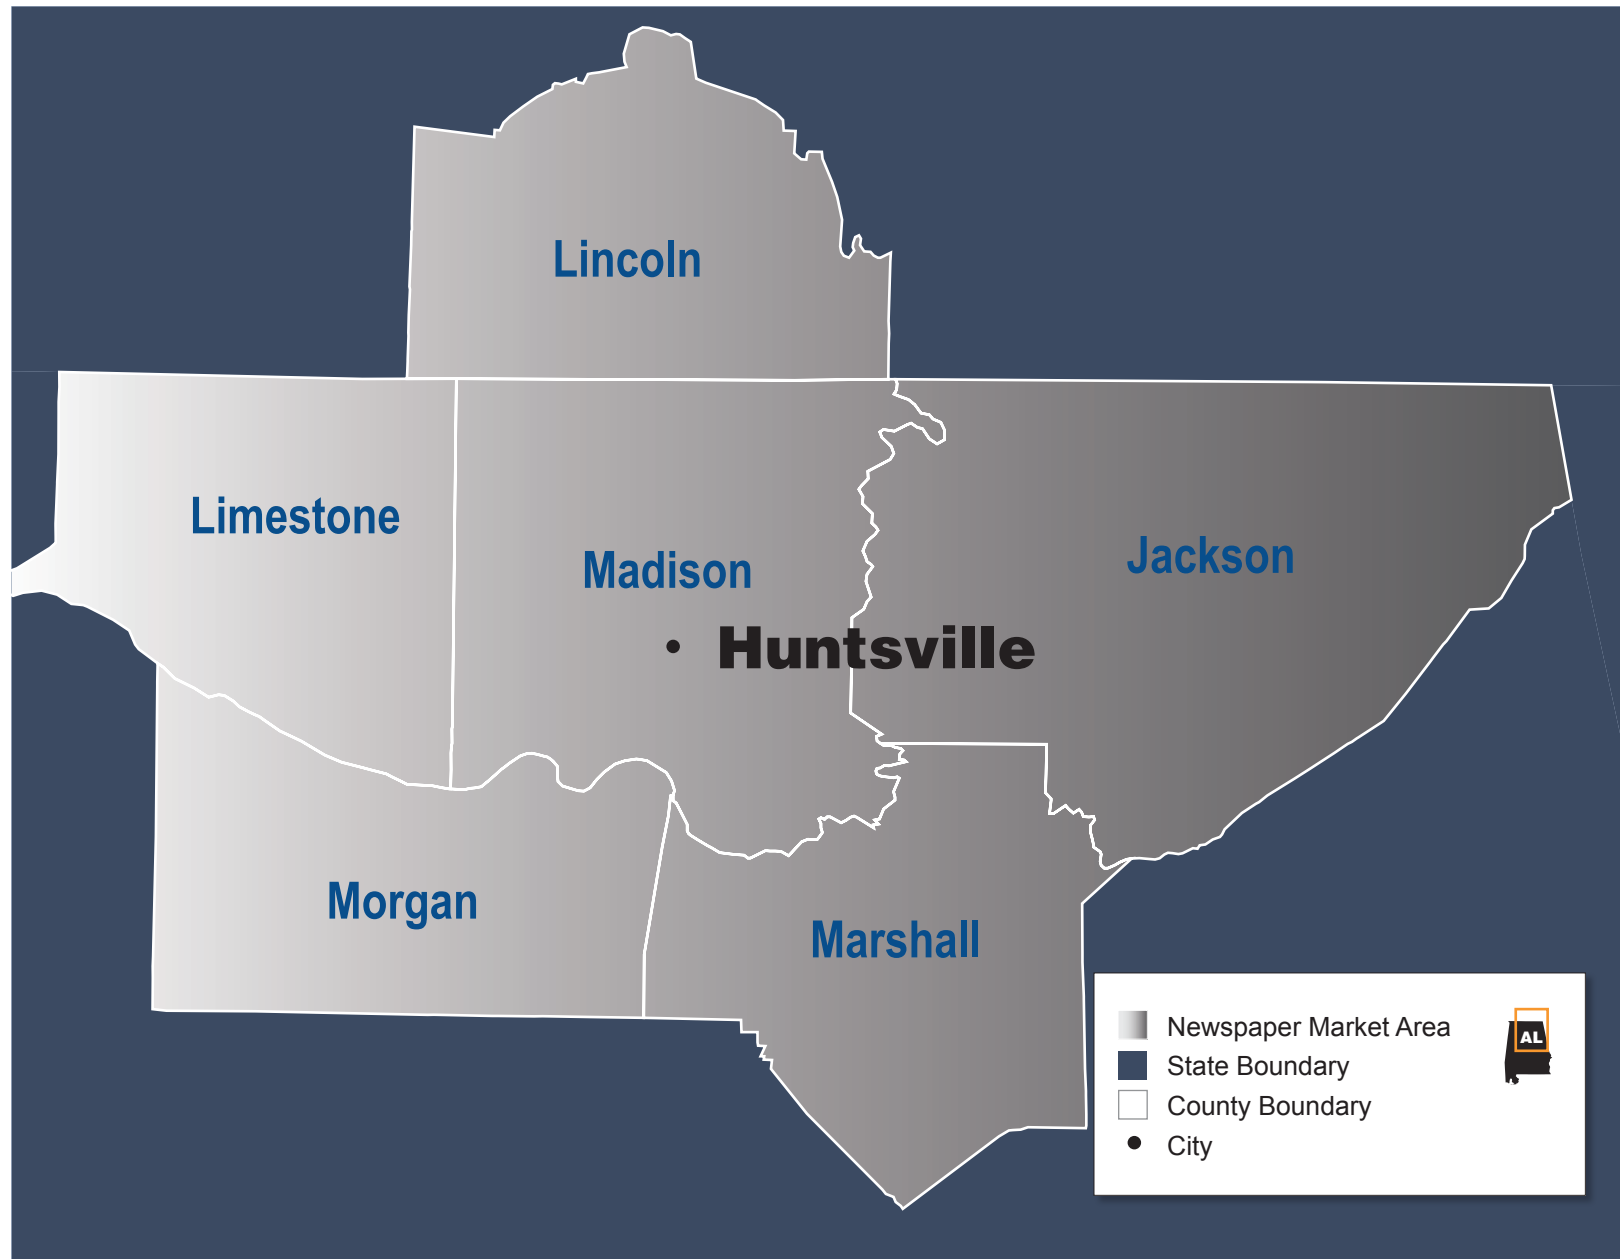 Lincoln
Limestone
Madison
Jackson
Huntsville
Morgan
Marshall
Newspaper Market Area
State Boundary
County Boundary
City
AL